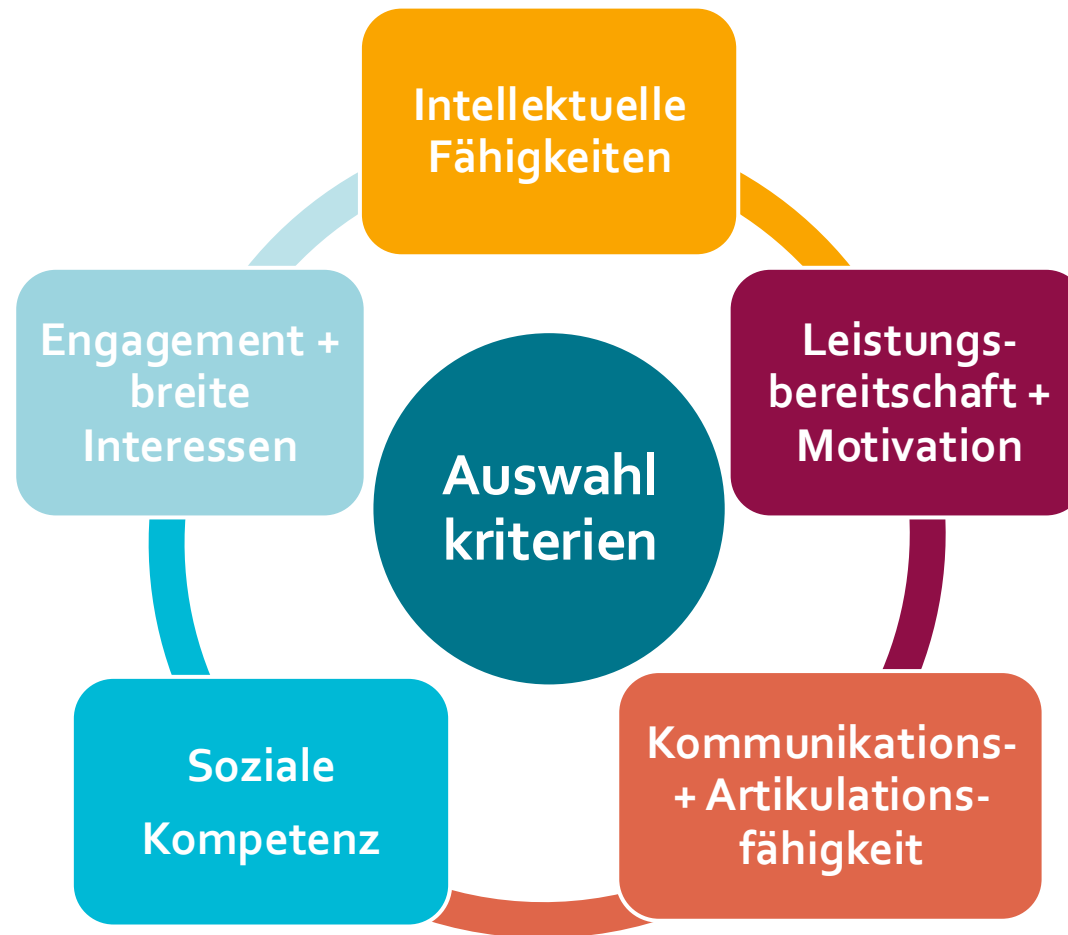 Intellektuelle
Fähigkeiten
Leistungs-
bereitschaft +
Motivation
Kommunikations-
+ Artikulations-
fähigkeit
Soziale
Kompetenz
Engagement +
breite
Interessen
Auswahl
kriterien